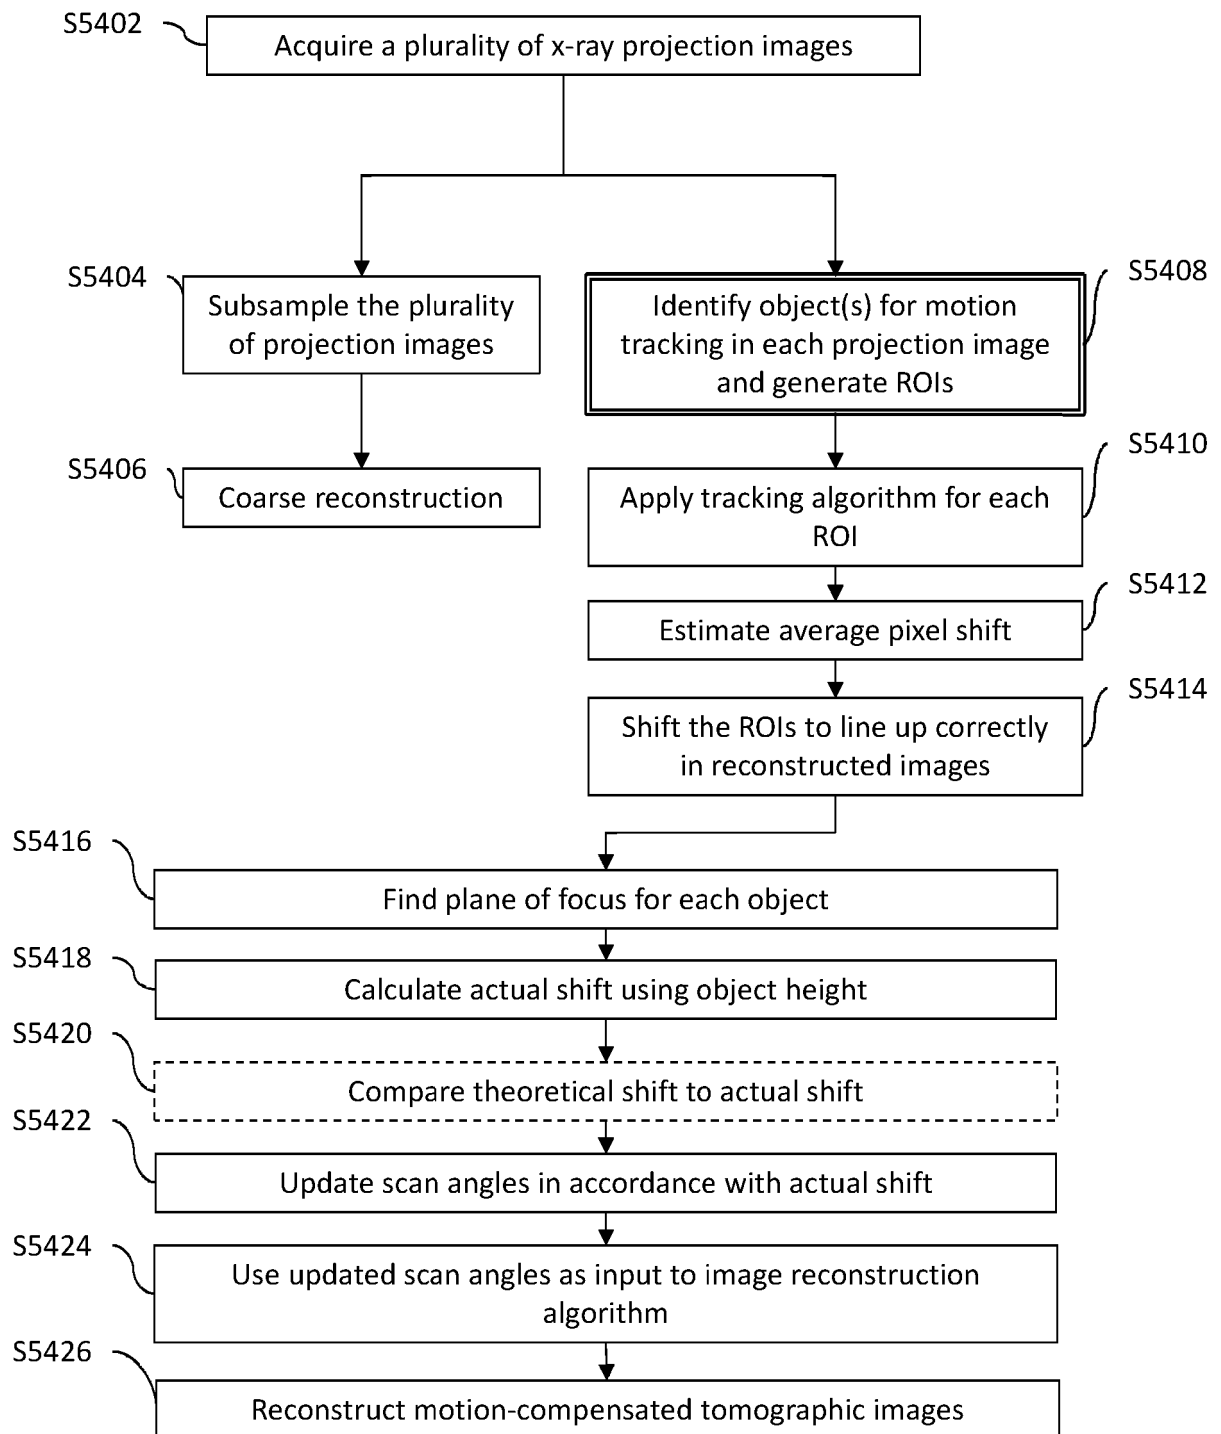 S5402
Acquire a plurality of x-ray projection images
S5404
Subsample the plurality
of projection images
S5406
Coarse reconstruction
S5408
Identify object(s) for motion
tracking in each projection image
and generate ROIs
S5410
Apply tracking algorithm for each
ROI
S5412
Estimate average pixel shift
S5414
Shift the ROIs to line up correctly
in reconstructed images
S5416
Find plane of focus for each object
S5418
Calculate actual shift using object height
S5420
Compare theoretical shift to actual shift
S5422
Update scan angles in accordance with actual shift
S5424
Use updated scan angles as input to image reconstruction
algorithm
S5426
Reconstruct motion-compensated tomographic images